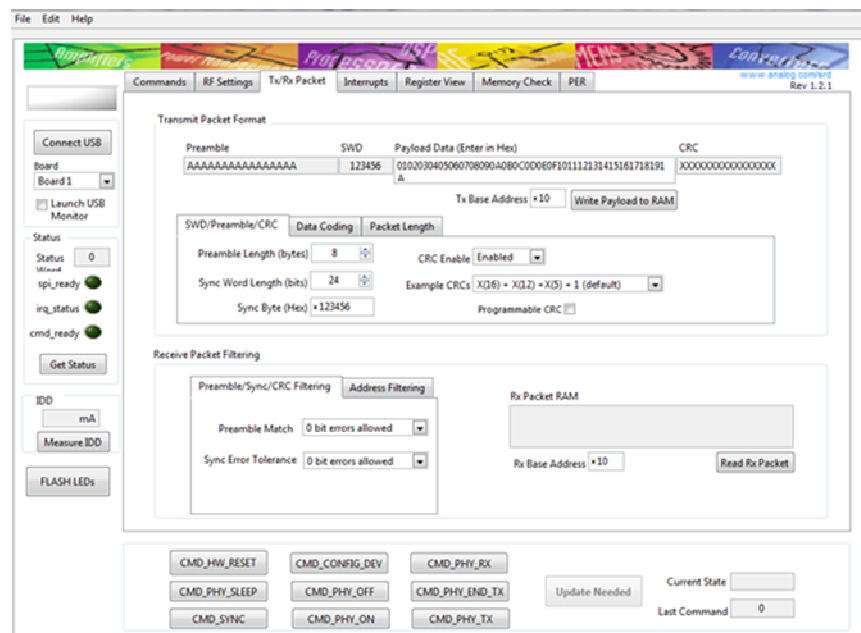 File Edit Help
Amplifiers Power Processors DSP MEMS Converters
Commands RF Settings Tx/Rx Packet Interrupts Register View Memory Check PER
www.analog.com/srd
Rev 1.2.1
Connect USB
Board
Board 1
Launch USB
Monitor
Status
Status 0
Word
spi_ready
irq_status
cmd_ready
Get Status
IDD
mA
Measure IDD
FLASH LEDs
Transmit Packet Format
Preamble SWD Payload Data (Enter in Hex) CRC
AAAAAAAAAAAAAAAA 123456 0102030405060708090A0B0C0D0E0F101112131415161718191 XXXXXXXXXXXXXXXX
A
Tx Base Address x10 Write Payload to RAM
SWD/Preamble/CRC Data Coding Packet Length
Preamble Length (bytes) 8 CRC Enable Enabled
Sync Word Length (bits) 24 Example CRCs X(16) + X(12) +X(5) + 1 (default)
Sync Byte (Hex) x123456 Programmable CRC
Receive Packet Filtering
Preamble/Sync/CRC Filtering Address Filtering
Preamble Match 0 bit errors allowed
Sync Error Tolerance 0 bit errors allowed
Rx Packet RAM
Rx Base Address x10 Read Rx Packet
CMD_HW_RESET CMD_CONFIG_DEV CMD_PHY_RX
CMD_PHY_SLEEP CMD_PHY_OFF CMD_PHY_END_TX
CMD_SYNC CMD_PHY_ON CMD_PHY_TX
Update Needed
Current State
Last Command 0